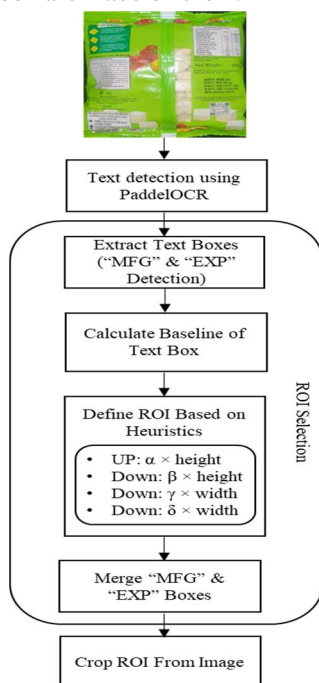 Text detection using
PaddelOCR
Extract Text Boxes
(“MFG” & “EXP”
Detection)
Calculate Baseline of
Text Box
Define ROI Based on
Heuristics
• UP: α × height
• Down: β × height
• Down: γ × width
• Down: δ × width
Merge “MFG” &
“EXP” Boxes
ROI Selection
Crop ROI From Image